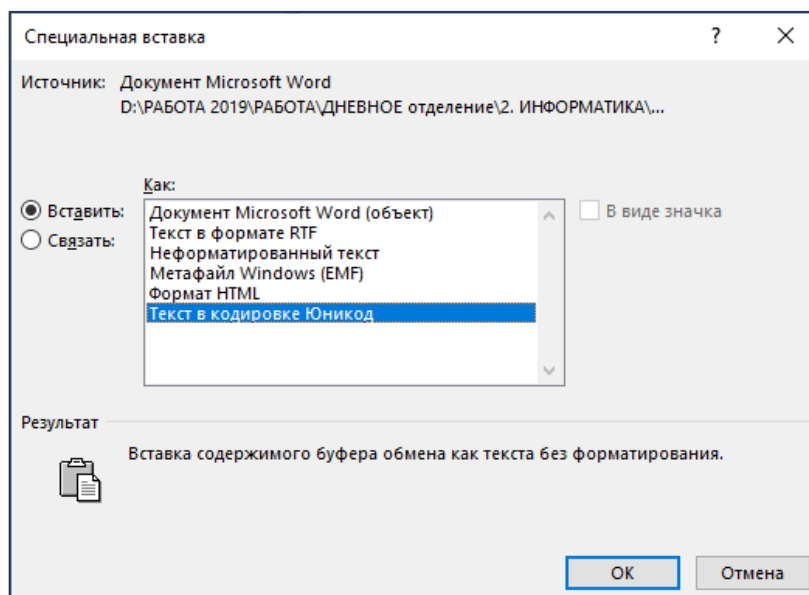 Специальная вставка
Источник: Документ Microsoft Word
D:\РАБОТА 2019\РАБОТА\ДНЕВНОЕ отделение\2. ИНФОРМАТИКА\...
Как:
Вставить:
Связать:
Документ Microsoft Word (объект)
Текст в формате RTF
Неформатированный текст
Метафайл Windows (EMF)
Формат HTML
Текст в кодировке Юникод
В виде значка
Результат
Вставка содержимого буфера обмена как текста без форматирования.
ОК
Отмена